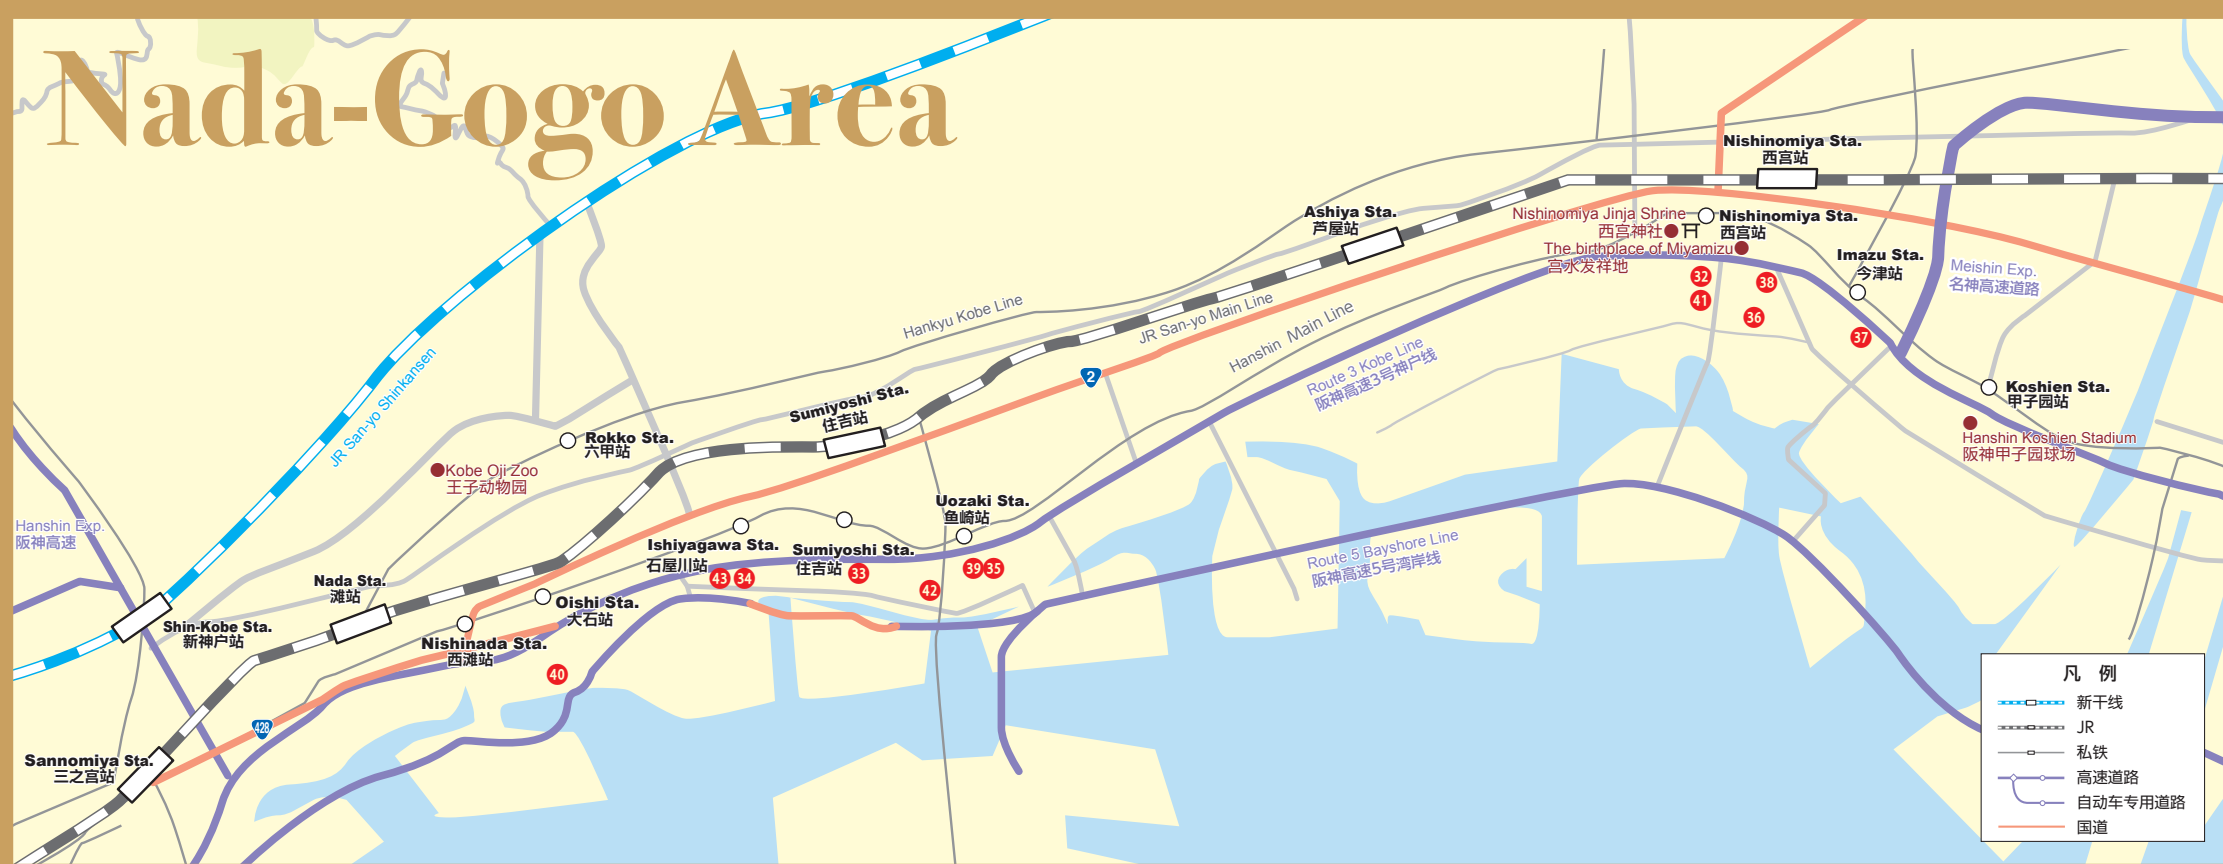 Nada-Gogo Area
Nishinomiya Sta.
西宫站
Ashiya Sta.
芦屋站
Nishinomiya Jinja Shrine
西宫神社
Nishinomiya Sta.
西宫站
The birthplace of Miyamizu
宫水发祥地
Imazu Sta.
今津站
Meishin Exp.
名神高速道路
32
38
41
36
37
Hankyu Kobe Line
JR San-yo Main Line
Hanshin Main Line
Route 3 Kobe Line
阪神高速3号神户线
2
JR San-yo Shinkansen
Sumiyoshi Sta.
住吉站
Koshien Sta.
甲子园站
Hanshin Koshien Stadium
阪神甲子园球场
Rokko Sta.
六甲站
Kobe Oji Zoo
王子动物园
Hanshin Exp.
阪神高速
Uozaki Sta.
鱼崎站
Ishiyagawa Sta.
石屋川站
43
34
Sumiyoshi Sta.
住吉站
33
39
35
42
Route 5 Bayshore Line
阪神高速5号湾岸线
Nada Sta.
滩站
Oishi Sta.
大石站
Shin-Kobe Sta.
新神户站
Nishinada Sta.
西滩站
40
428
Sannomiya Sta.
三之宫站
凡 例
新干线
JR
私铁
高速道路
自动车专用道路
国道